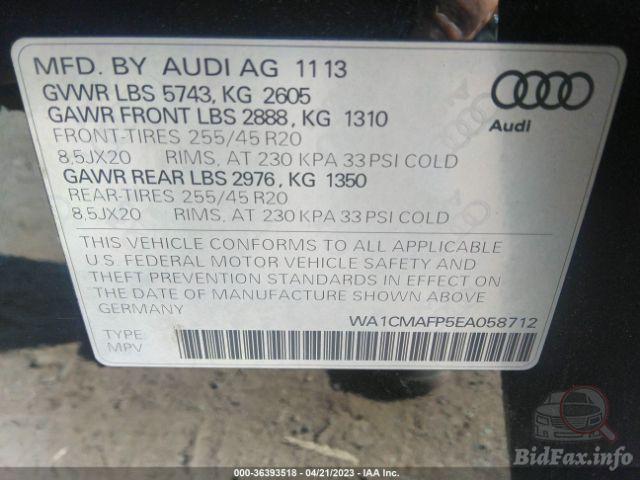 MFD. BY AUDI AG 11 13
GVWR LBS 5743, KG 2605
GAWR FRONT LBS 2888, KG 1310
FRONT-TIRES 255/45 R20
8,5JX20 RIMS, AT 230 KPA 33 PSI COLD
GAWR REAR LBS 2976, KG 1350
REAR-TIRES 255/45 R20
8,5JX20 RIMS, AT 230 KPA 33 PSI COLD
Audi
THIS VEHICLE CONFORMS TO ALL APPLICABLE
U.S. FEDERAL MOTOR VEHICLE SAFETY AND
THEFT PREVENTION STANDARDS IN EFFECT ON
THE DATE OF MANUFACTURE SHOWN ABOVE
GERMANY
WA1CMAFP5EA058712
TYPE
MPV
BidFax.info
000-36393518 - 04/21/2023 - IAA Inc.